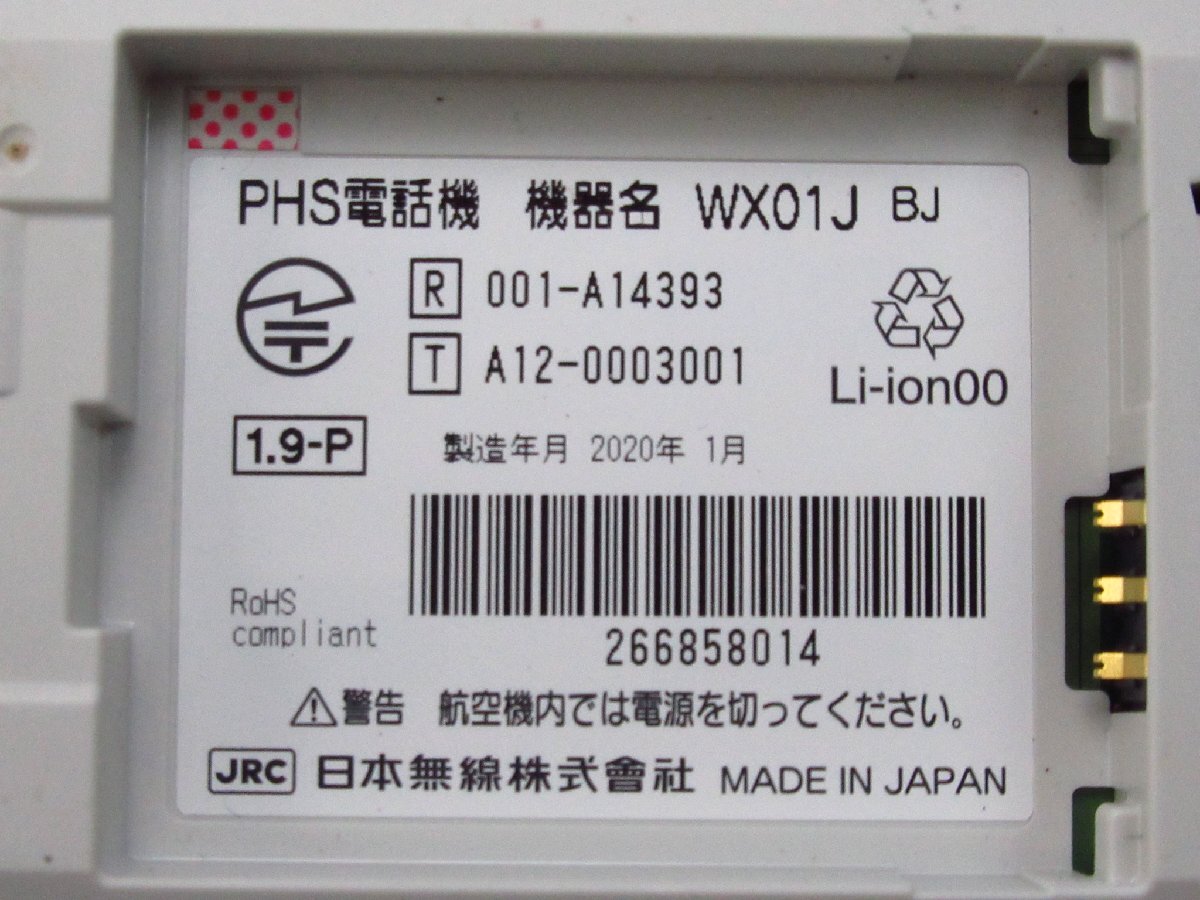 PHS電話機 機器名 WX01J BJ
R 001-A14393
T A12-0003001
Li-ion00
1.9-P
製造年月 2020年 1月
RoHS
compliant
266858014
警告 航空機内では電源を切ってください。
JRC 日本無線株式會社 MADE IN JAPAN